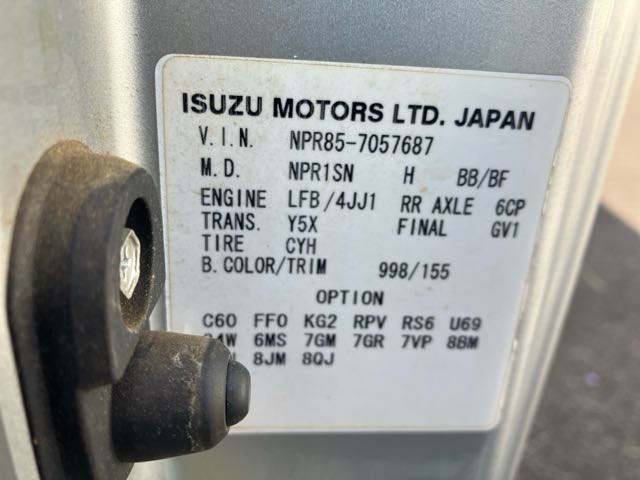 ISUZU MOTORS LTD. JAPAN
V.I.N. NPR85-7057687
M.D. NPR1SN H BB/BF
ENGINE LFB/4JJ1 RR AXLE 6CP
TRANS. Y5X FINAL GV1
TIRE CYH
B.COLOR/TRIM 998/155
OPTION
C60 FF0 KG2 RPV RS6 U69
6MS 7GM 7GR 7VP 8BM
8JM 8QJ